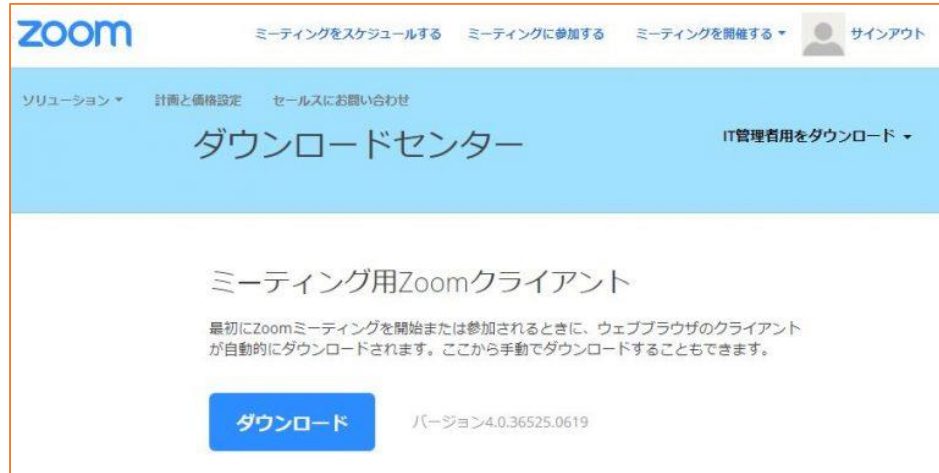 zoom
ミーティングをスケジュールする ミーティングに参加する ミーティングを開催する サインアウト
ソリューション 計画と価格設定 セールスにお問い合わせ
ダウンロードセンター
IT管理者用をダウンロード
ミーティング用Zoomクライアント
最初にZoomミーティングを開始または参加されるときに、ウェブブラウザのクライアント
が自動的にダウンロードされます。ここから手動でダウンロードすることもできます。
ダウンロード バージョン4.0.36525.0619